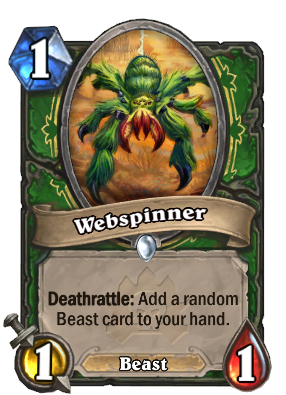 1
Webspinner
Deathrattle: Add a random
Beast card to your hand.
1
Beast
1